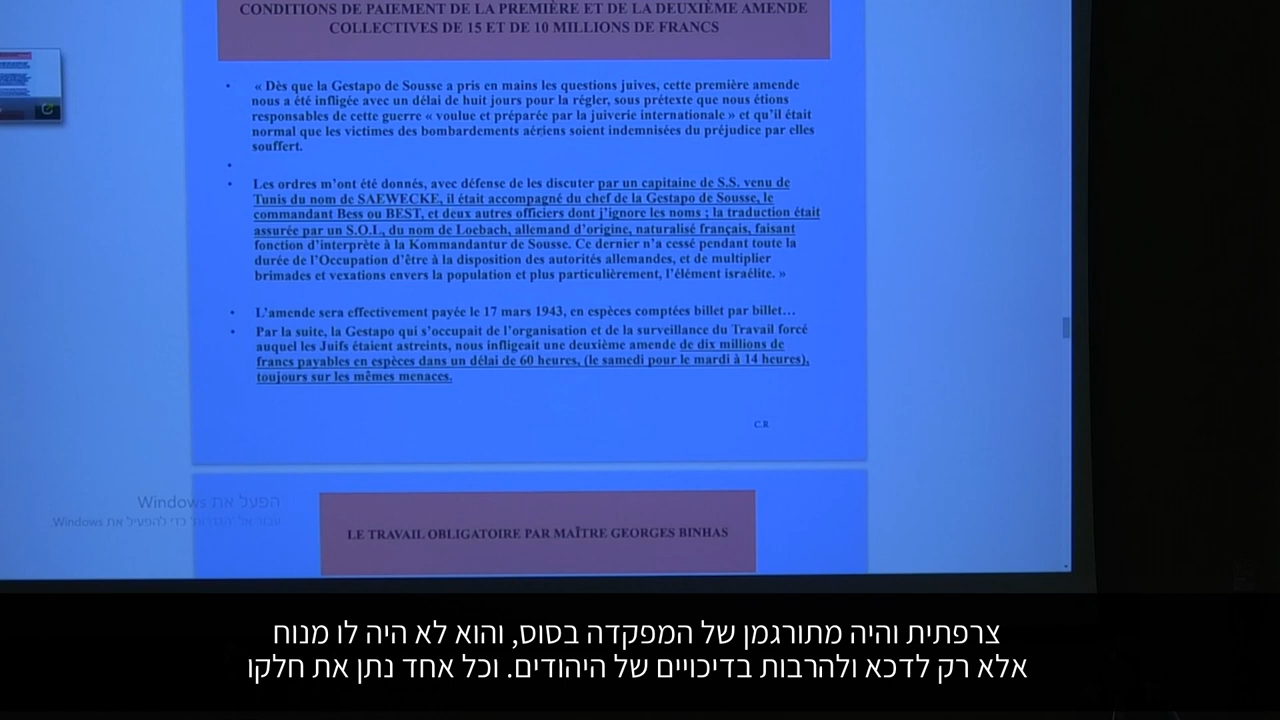 CONDITIONS DE PAIEMENT DE LA PREMIÈRE ET DE LA DEUXIÈME AMENDE
COLLECTIVES DE 15 ET DE 10 MILLIONS DE FRANCS
• « Dès que la Gestapo de Sousse a pris en mains les questions juives, cette première amende
nous a été infligée avec un délai de huit jours pour la régler, sous prétexte que nous étions
responsables de cette guerre « voulue et préparée par la juiverie internationale » et qu'il était
normal que les victimes des bombardements aériens soient indemnisées du préjudice par elles
souffert.
•
• Les ordres m'ont été donnés, avec défense de les discuter par un capitaine de S.S. venu de
Tunis du nom de SAEWECKE, il était accompagné du chef de la Gestapo de Sousse, le
commandant Bess ou BEST, et deux autres officiers dont j'ignore les noms ; la traduction était
assurée par un S.O.L, du nom de Loebach, allemand d'origine, naturalisé français, faisant
fonction d'interprète à la Kommandantur de Sousse. Ce dernier n'a cessé pendant toute la
durée de l'Occupation d'être à la disposition des autorités allemandes, et de multiplier
brimades et vexations envers la population et plus particulièrement, l'élément israélite. »
• L'amende sera effectivement payée le 17 mars 1943, en espèces comptées billet par billet…
• Par la suite, la Gestapo qui s'occupait de l'organisation et de la surveillance du Travail forcé
auquel les Juifs étaient astreints, nous infligeait une deuxième amende de dix millions de
francs payables en espèces dans un délai de 60 heures, (le samedi pour le mardi à 14 heures),
toujours sur les mêmes menaces.
C.R.
הפעל את Windows
כדי להפעיל את Windows.
LE TRAVAIL OBLIGATOIRE PAR MAÎTRE GEORGES BINHAS
צרפתית והיה מתורגמן של המפקדה בסוס, והוא לא היה לו מנוח
אלא רק לדכא ולהרבות בדיכויים של היהודים. וכל אחד נתן את חלקו